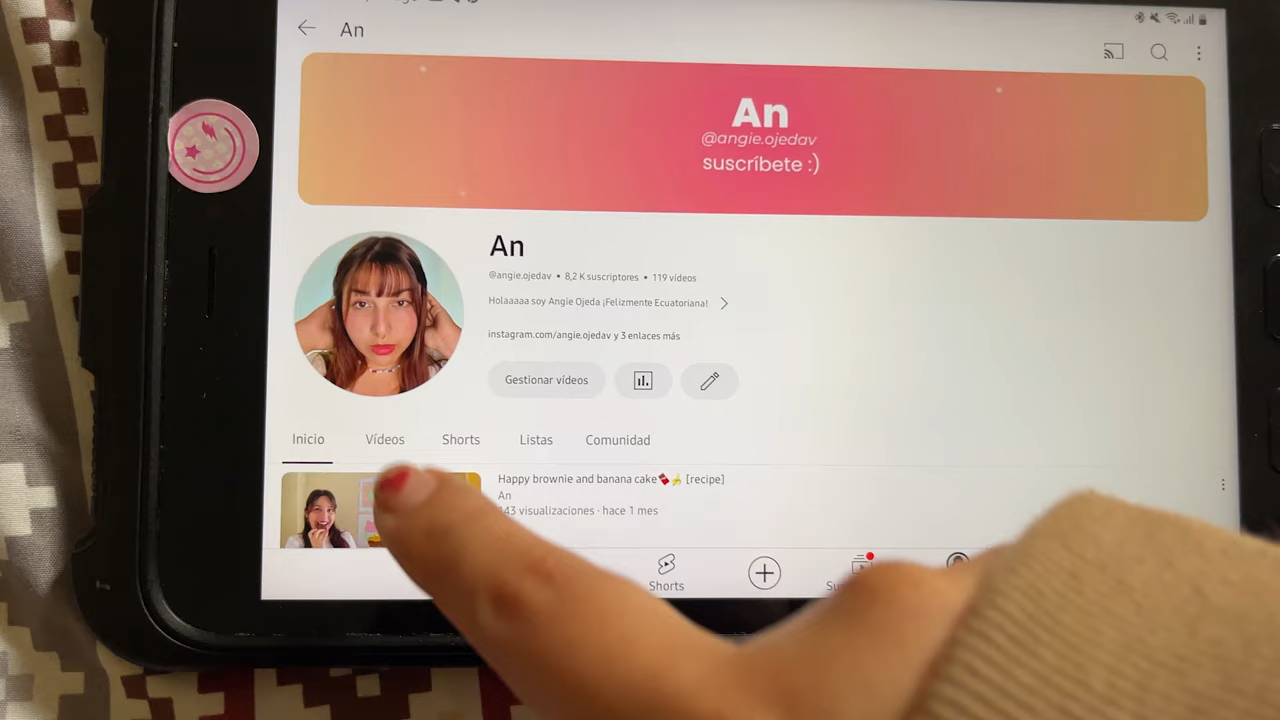 An
An
@angie.ojedav
suscríbete :)
An
@angie.ojedav • 8,2 K suscriptores • 119 vídeos
Holaaaaa soy Angie Ojeda ¡Felizmente Ecuatoriana!
instagram.com/angie.ojedav y 3 enlaces más
Gestionar vídeos
Inicio Vídeos Shorts Listas Comunidad
Happy brownie and banana cake🍫🍌 [recipe]
An
visualizaciones · hace 1 mes
Shorts